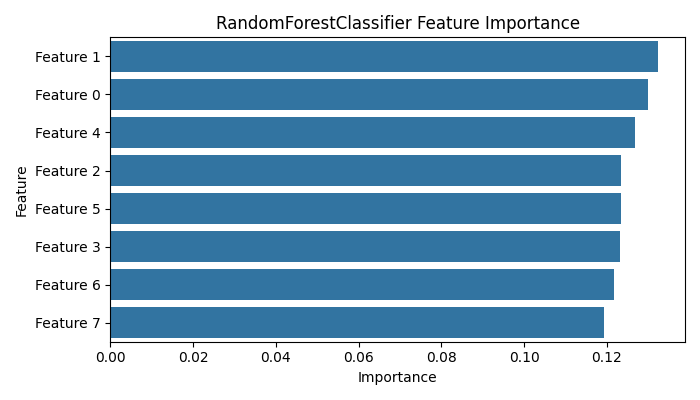 RandomForestClassifier Feature Importance
Feature 1
Feature 0
Feature 4
Feature 2
Feature 5
Feature 3
Feature 6
Feature 7
Feature
0.00 0.02 0.04 0.06 0.08 0.10 0.12
Importance